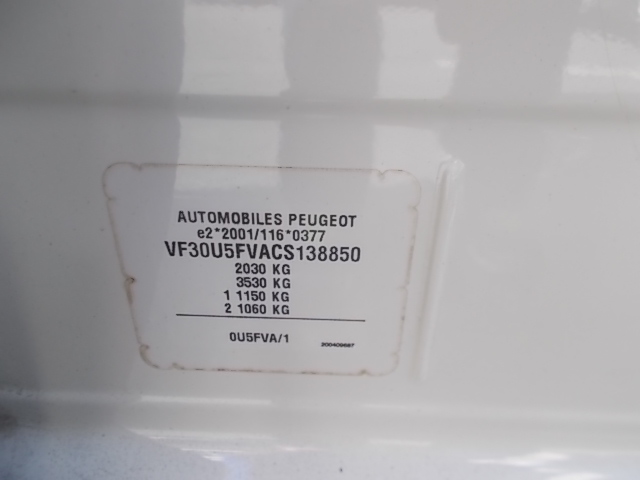 AUTOMOBILES PEUGEOT
e2*2001/116*0377
VF30U5FVACS138850
2030 KG
3530 KG
1 1150 KG
2 1060 KG
0U5FVA/1